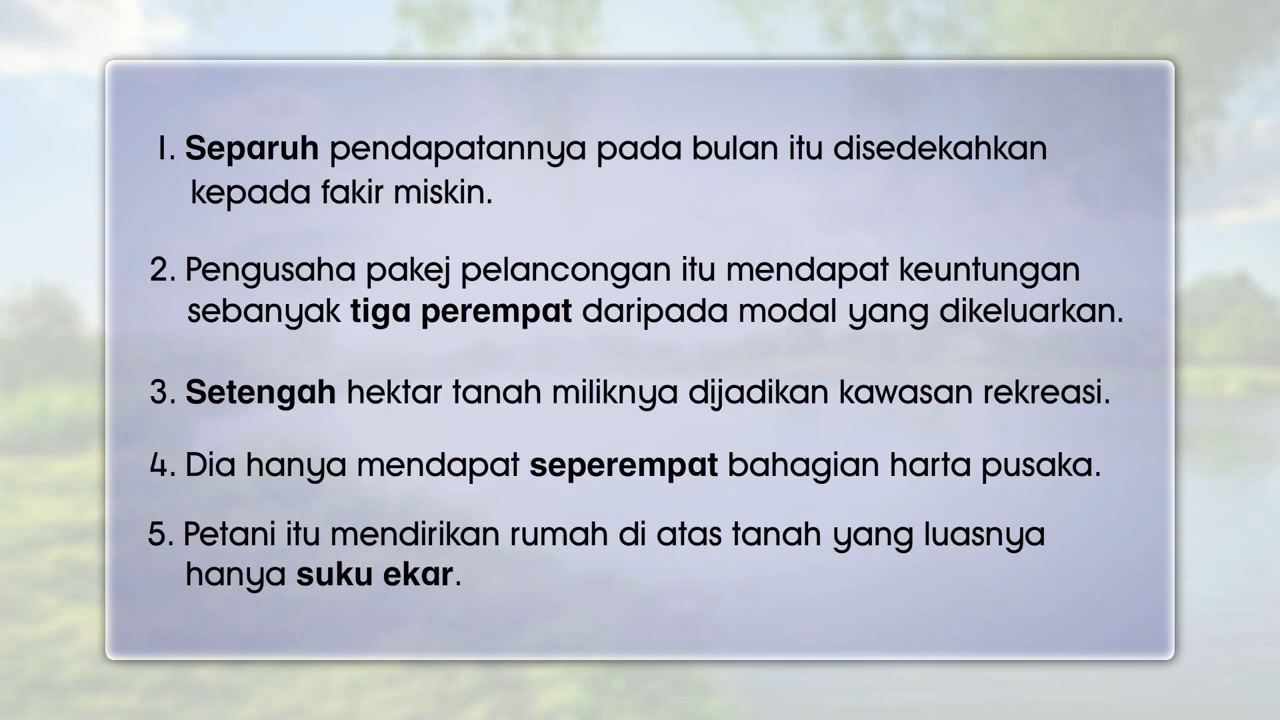 1. Separuh pendapatannya pada bulan itu disedekahkan
kepada fakir miskin.
2. Pengusaha pakej pelancongan itu mendapat keuntungan
sebanyak tiga perempat daripada modal yang dikeluarkan.
3. Setengah hektar tanah miliknya dijadikan kawasan rekreasi.
4. Dia hanya mendapat seperempat bahagian harta pusaka.
5. Petani itu mendirikan rumah di atas tanah yang luasnya
hanya suku ekar.